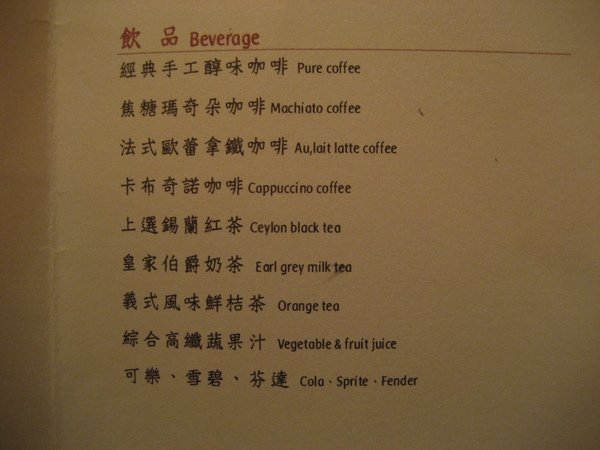 飲品 Beverage
經典手工醇味咖啡 Pure coffee
焦糖瑪奇朵咖啡 Machiato coffee
法式歐蕾拿鐵咖啡 Au,lait latte coffee
卡布奇諾咖啡 Cappuccino coffee
上選錫蘭紅茶 Ceylon black tea
皇家伯爵奶茶 Earl grey milk tea
義式風味鮮桔茶 Orange tea
綜合高纖蔬果汁 Vegetable & fruit juice
可樂、雪碧、芬達 Cola、Sprite、Fender